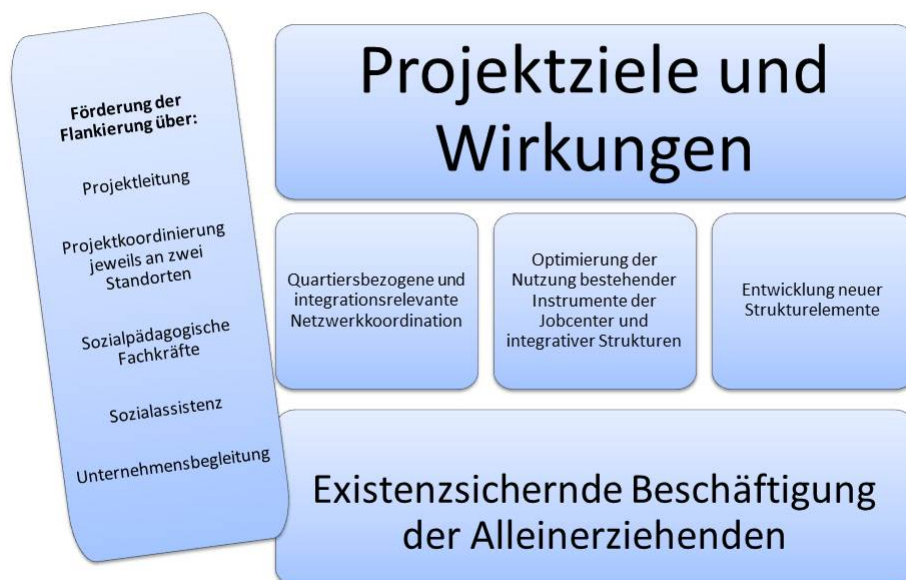 Förderung der
Flankierung über:
Projektleitung
Projektkoordinierung
jeweils an zwei
Standorten
Sozialpädagogische
Fachkräfte
Sozialassistenz
Unternehmensbegleitung
Projektziele und
Wirkungen
Quartiersbezogene und
integrationsrelevante
Netzwerkkoordination
Optimierung der
Nutzung bestehender
Instrumente der
Jobcenter und
integrativer Strukturen
Entwicklung neuer
Strukturelemente
Existenzsichernde Beschäftigung
der Alleinerziehenden